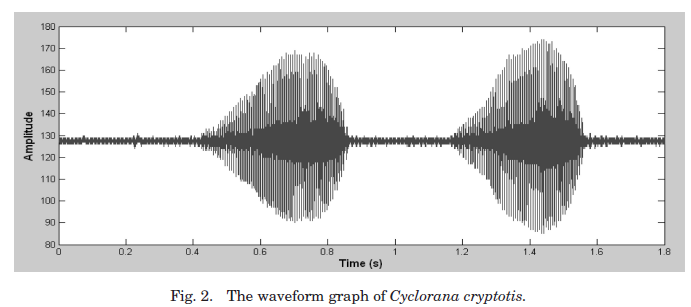 180
170
160
150
140
130
120
110
100
90
80
Amplitude
0 0.2 0.4 0.6 0.8 1 1.2 1.4 1.6 1.8
Time (s)
Fig. 2. The waveform graph of Cyclorana cryptotis.